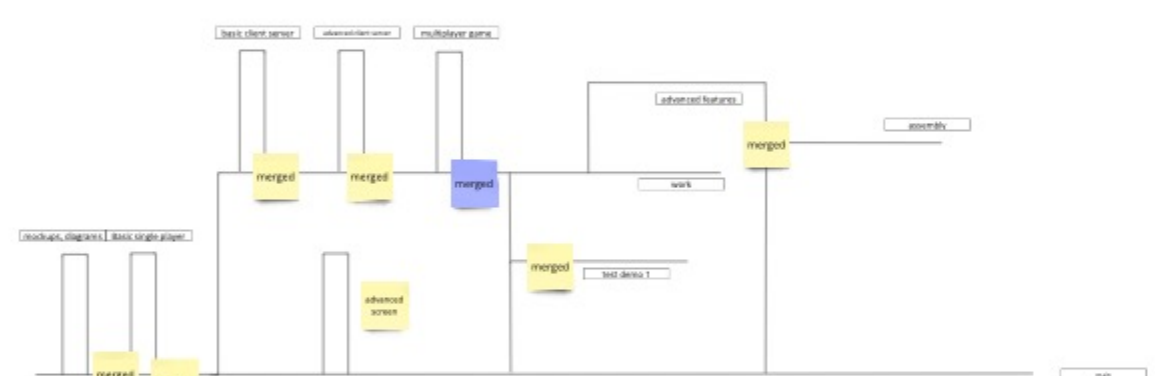 basic client server
advanced client server
multiplayer game
advanced features
assembly
merged
merged
merged
merged
work
mockups, diagrams
Basic single player
merged
test demo 1
advanced
screen
merged